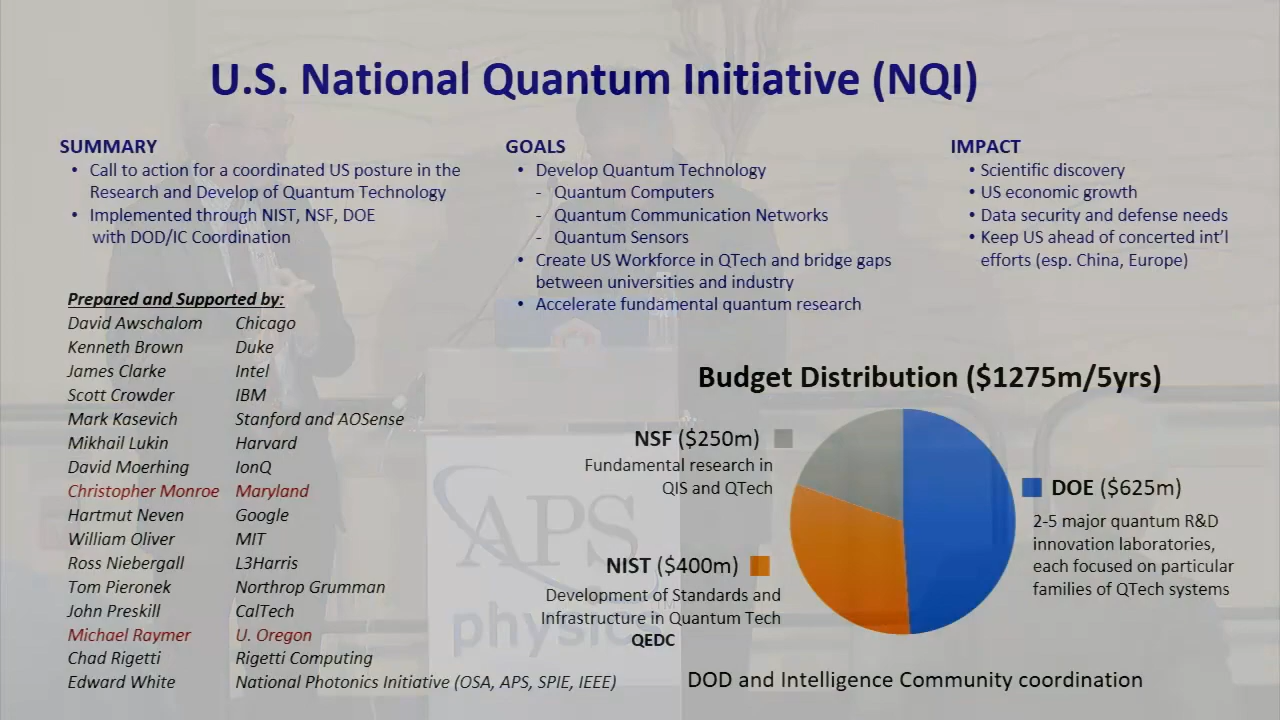 U.S. National Quantum Initiative (NQI)
SUMMARY
• Call to action for a coordinated US posture in the
Research and Develop of Quantum Technology
• Implemented through NIST, NSF, DOE
with DOD/IC Coordination
GOALS
• Develop Quantum Technology
- Quantum Computers
- Quantum Communication Networks
- Quantum Sensors
• Create US Workforce in QTech and bridge gaps
between universities and industry
• Accelerate fundamental quantum research
IMPACT
• Scientific discovery
• US economic growth
• Data security and defense needs
• Keep US ahead of concerted int'l
efforts (esp. China, Europe)
Prepared and Supported by:
David Awschalom Chicago
Kenneth Brown Duke
James Clarke Intel
Scott Crowder IBM
Mark Kasevich Stanford and AOSense
Mikhail Lukin Harvard
David Moerhing IonQ
Christopher Monroe Maryland
Hartmut Neven Google
William Oliver MIT
Ross Niebergall L3Harris
Tom Pieronek Northrop Grumman
John Preskill CalTech
Michael Raymer U. Oregon
Chad Rigetti Rigetti Computing
Edward White National Photonics Initiative (OSA, APS, SPIE, IEEE)
Budget Distribution ($1275m/5yrs)
NSF ($250m)
Fundamental research in
QIS and QTech
NIST ($400m)
Development of Standards and
Infrastructure in Quantum Tech
QEDC
DOE ($625m)
2-5 major quantum R&D
innovation laboratories,
each focused on particular
families of QTech systems
DOD and Intelligence Community coordination
APS
physics™